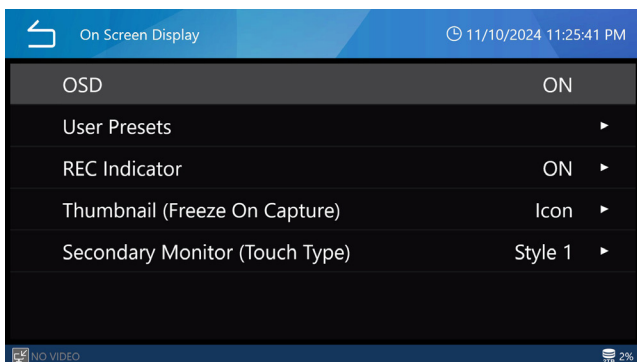 On Screen Display 11/10/2024 11:25:41 PM
OSD ON
User Presets
REC Indicator ON
Thumbnail (Freeze On Capture) Icon
Secondary Monitor (Touch Type) Style 1
NO VIDEO 2%